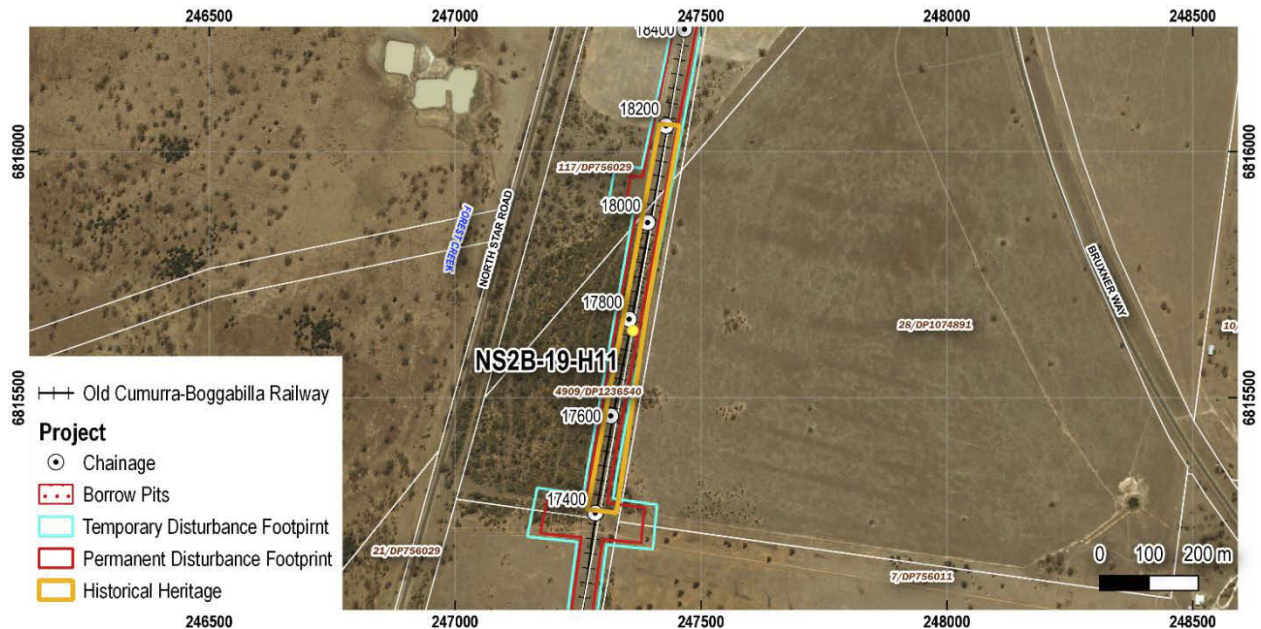 246500 247000 247500 248000 248500
18400
18200
6816000
6816000
117/DP756029
18000
FOREST CREEK
NORTH STAR ROAD
BRUXNER WAY
17800
28/DP1074891
10/
NS2B-19-H11
4909/DP1236540
6815500
6815500
17600
17400
21/DP756029
7/DP756011
Old Cumurra-Boggabilla Railway
Project
Chainage
Borrow Pits
Temporary Disturbance Footpirnt
Permanent Disturbance Footprint
Historical Heritage
0 100 200 m
246500 247000 247500 248000 248500